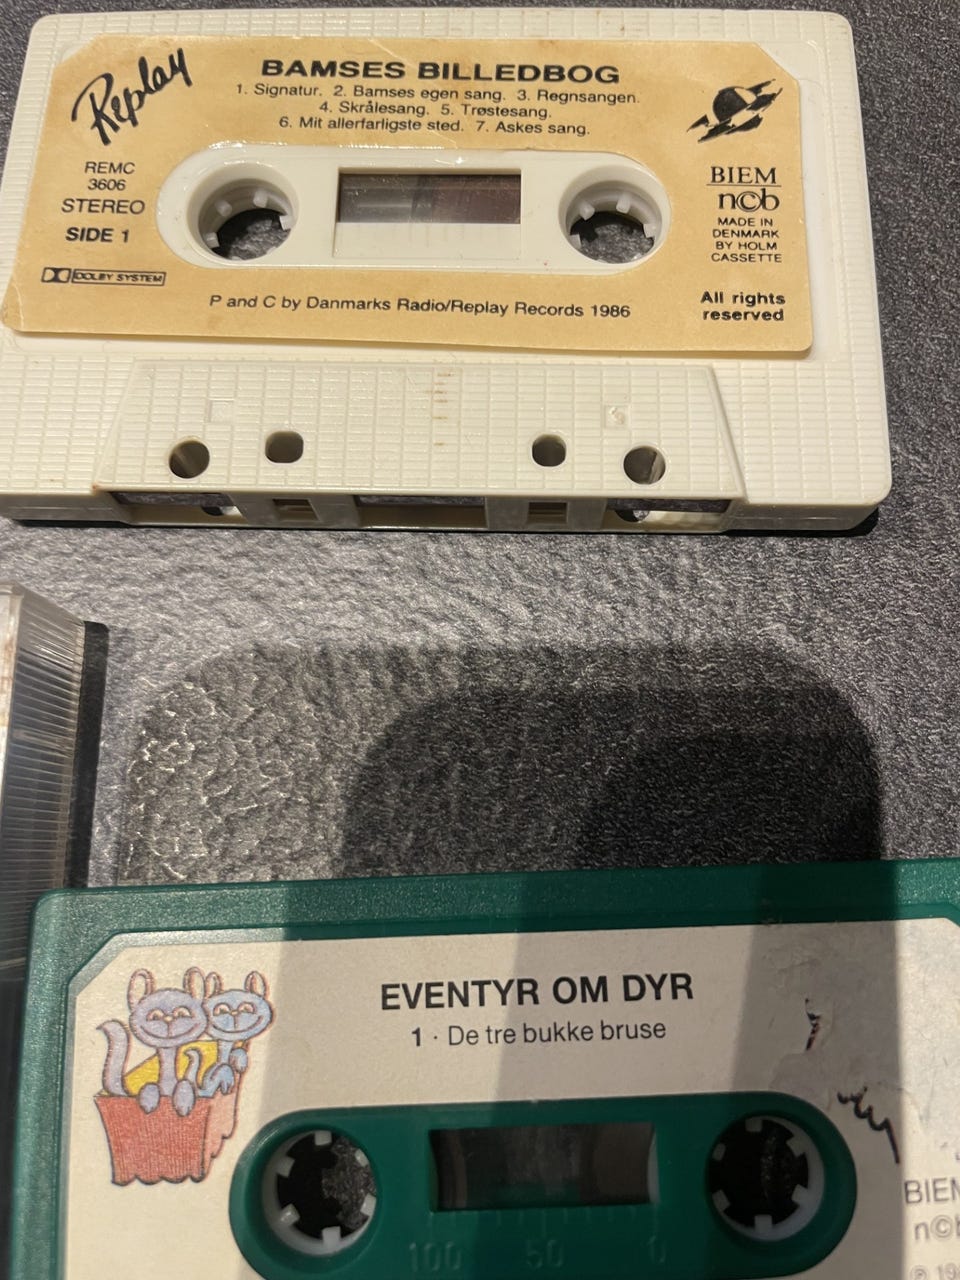 Replay
BAMSES BILLEDBOG
1. Signatur. 2. Bamses egen sang. 3. Regnsangen.
4. Skrålesang. 5. Trøstesang.
6. Mit allerfarligste sted. 7. Askes sang.
REMC
3606
STEREO
SIDE 1
DOLBY SYSTEM
BIEM
n©b
MADE IN
DENMARK
BY HOLM
CASSETTE
P and C by Danmarks Radio/Replay Records 1986
All rights
reserved
EVENTYR OM DYR
1 · De tre bukke bruse
BIEM
n©b
100 50 0